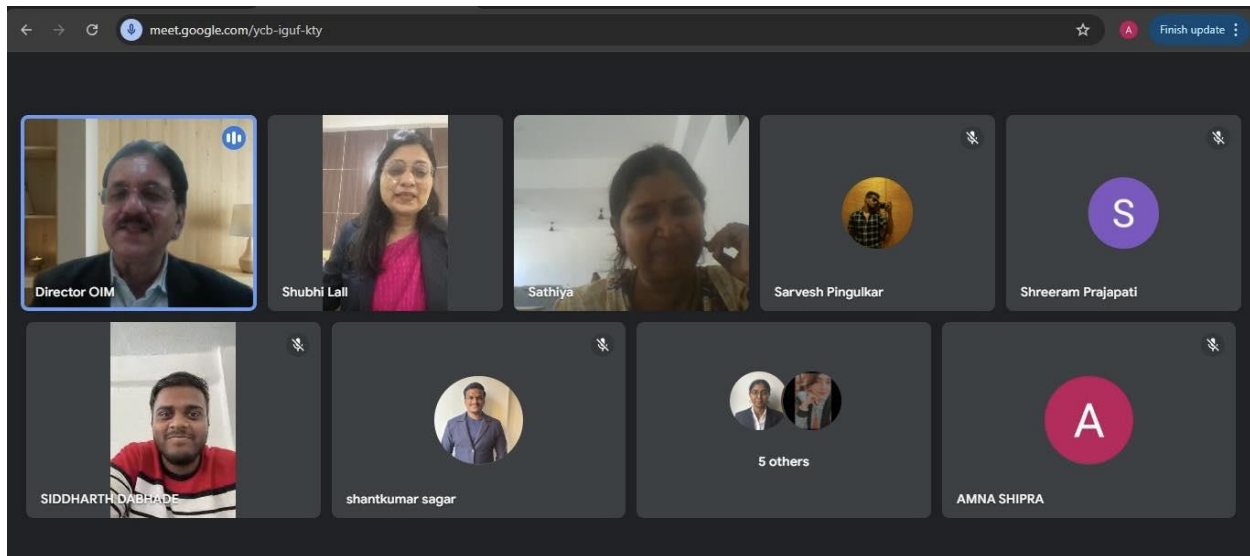 meet.google.com/ycb-iguf-kty
A
Finish update
Director OIM
Shubhi Lall
Sathiya
Sarvesh Pingulkar
S
Shreeram Prajapati
SIDDHARTH DABHADE
shantkumar sagar
5 others
A
AMNA SHIPRA